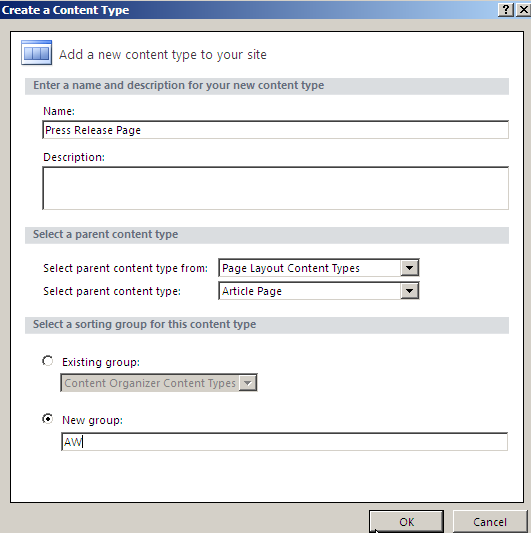 Create a Content Type
Add a new content type to your site
Enter a name and description for your new content type
Name:
Press Release Page
Description:
Select a parent content type
Select parent content type from: Page Layout Content Types
Select parent content type: Article Page
Select a sorting group for this content type
Existing group:
Content Organizer Content Types
New group:
AW
OK Cancel